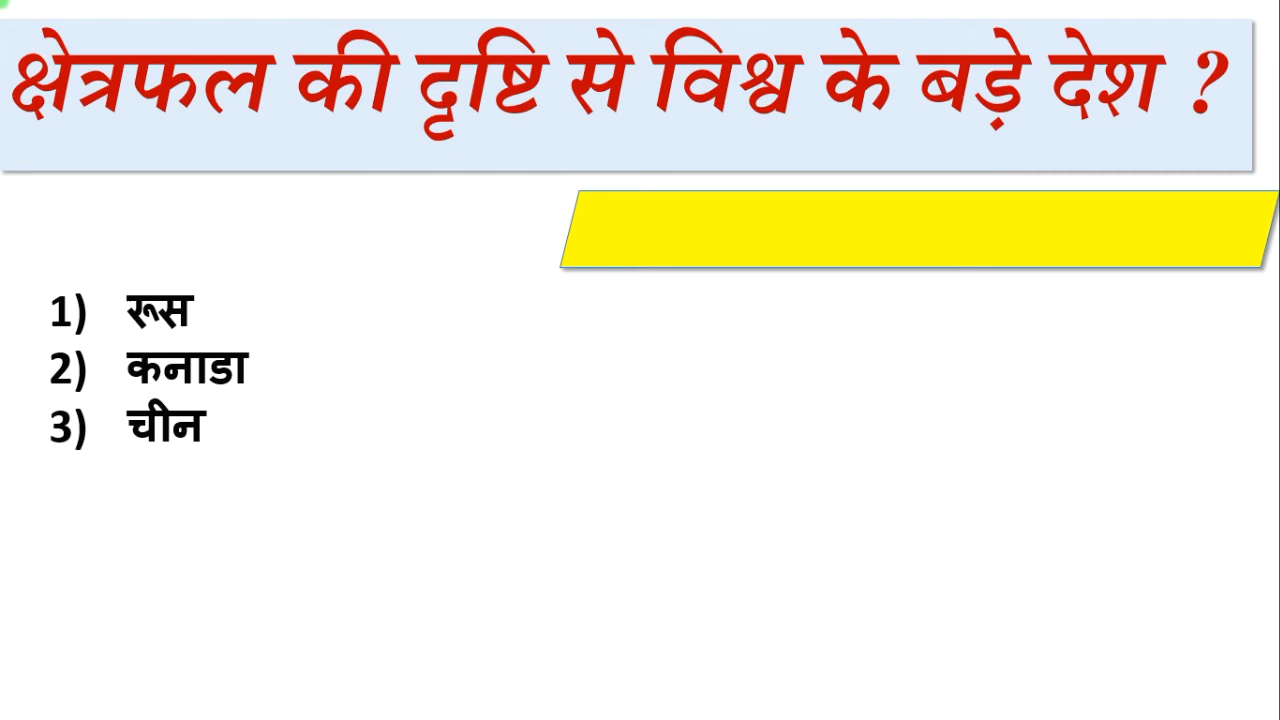 क्षेत्रफल की दृष्टि से विश्व के बड़े देश ?
1) रूस
2) कनाडा
3) चीन